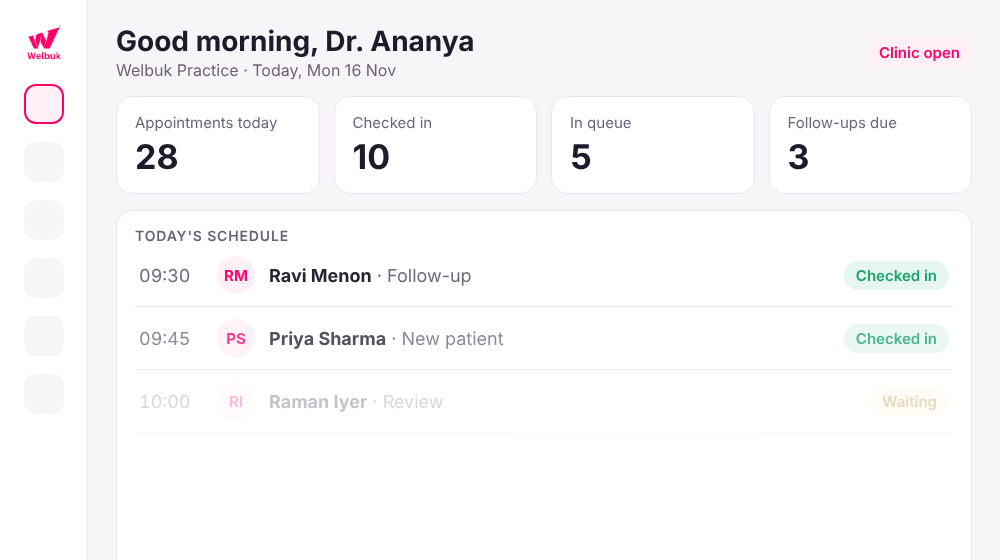 Welbuk
Good morning, Dr. Ananya
Welbuk Practice · Today, Mon 16 Nov
Clinic open
Appointments today
28
Checked in
10
In queue
5
Follow-ups due
3
TODAY'S SCHEDULE
09:30 RM Ravi Menon · Follow-up Checked in
09:45 PS Priya Sharma · New patient Checked in
10:00 RI Raman Iyer · Review Waiting